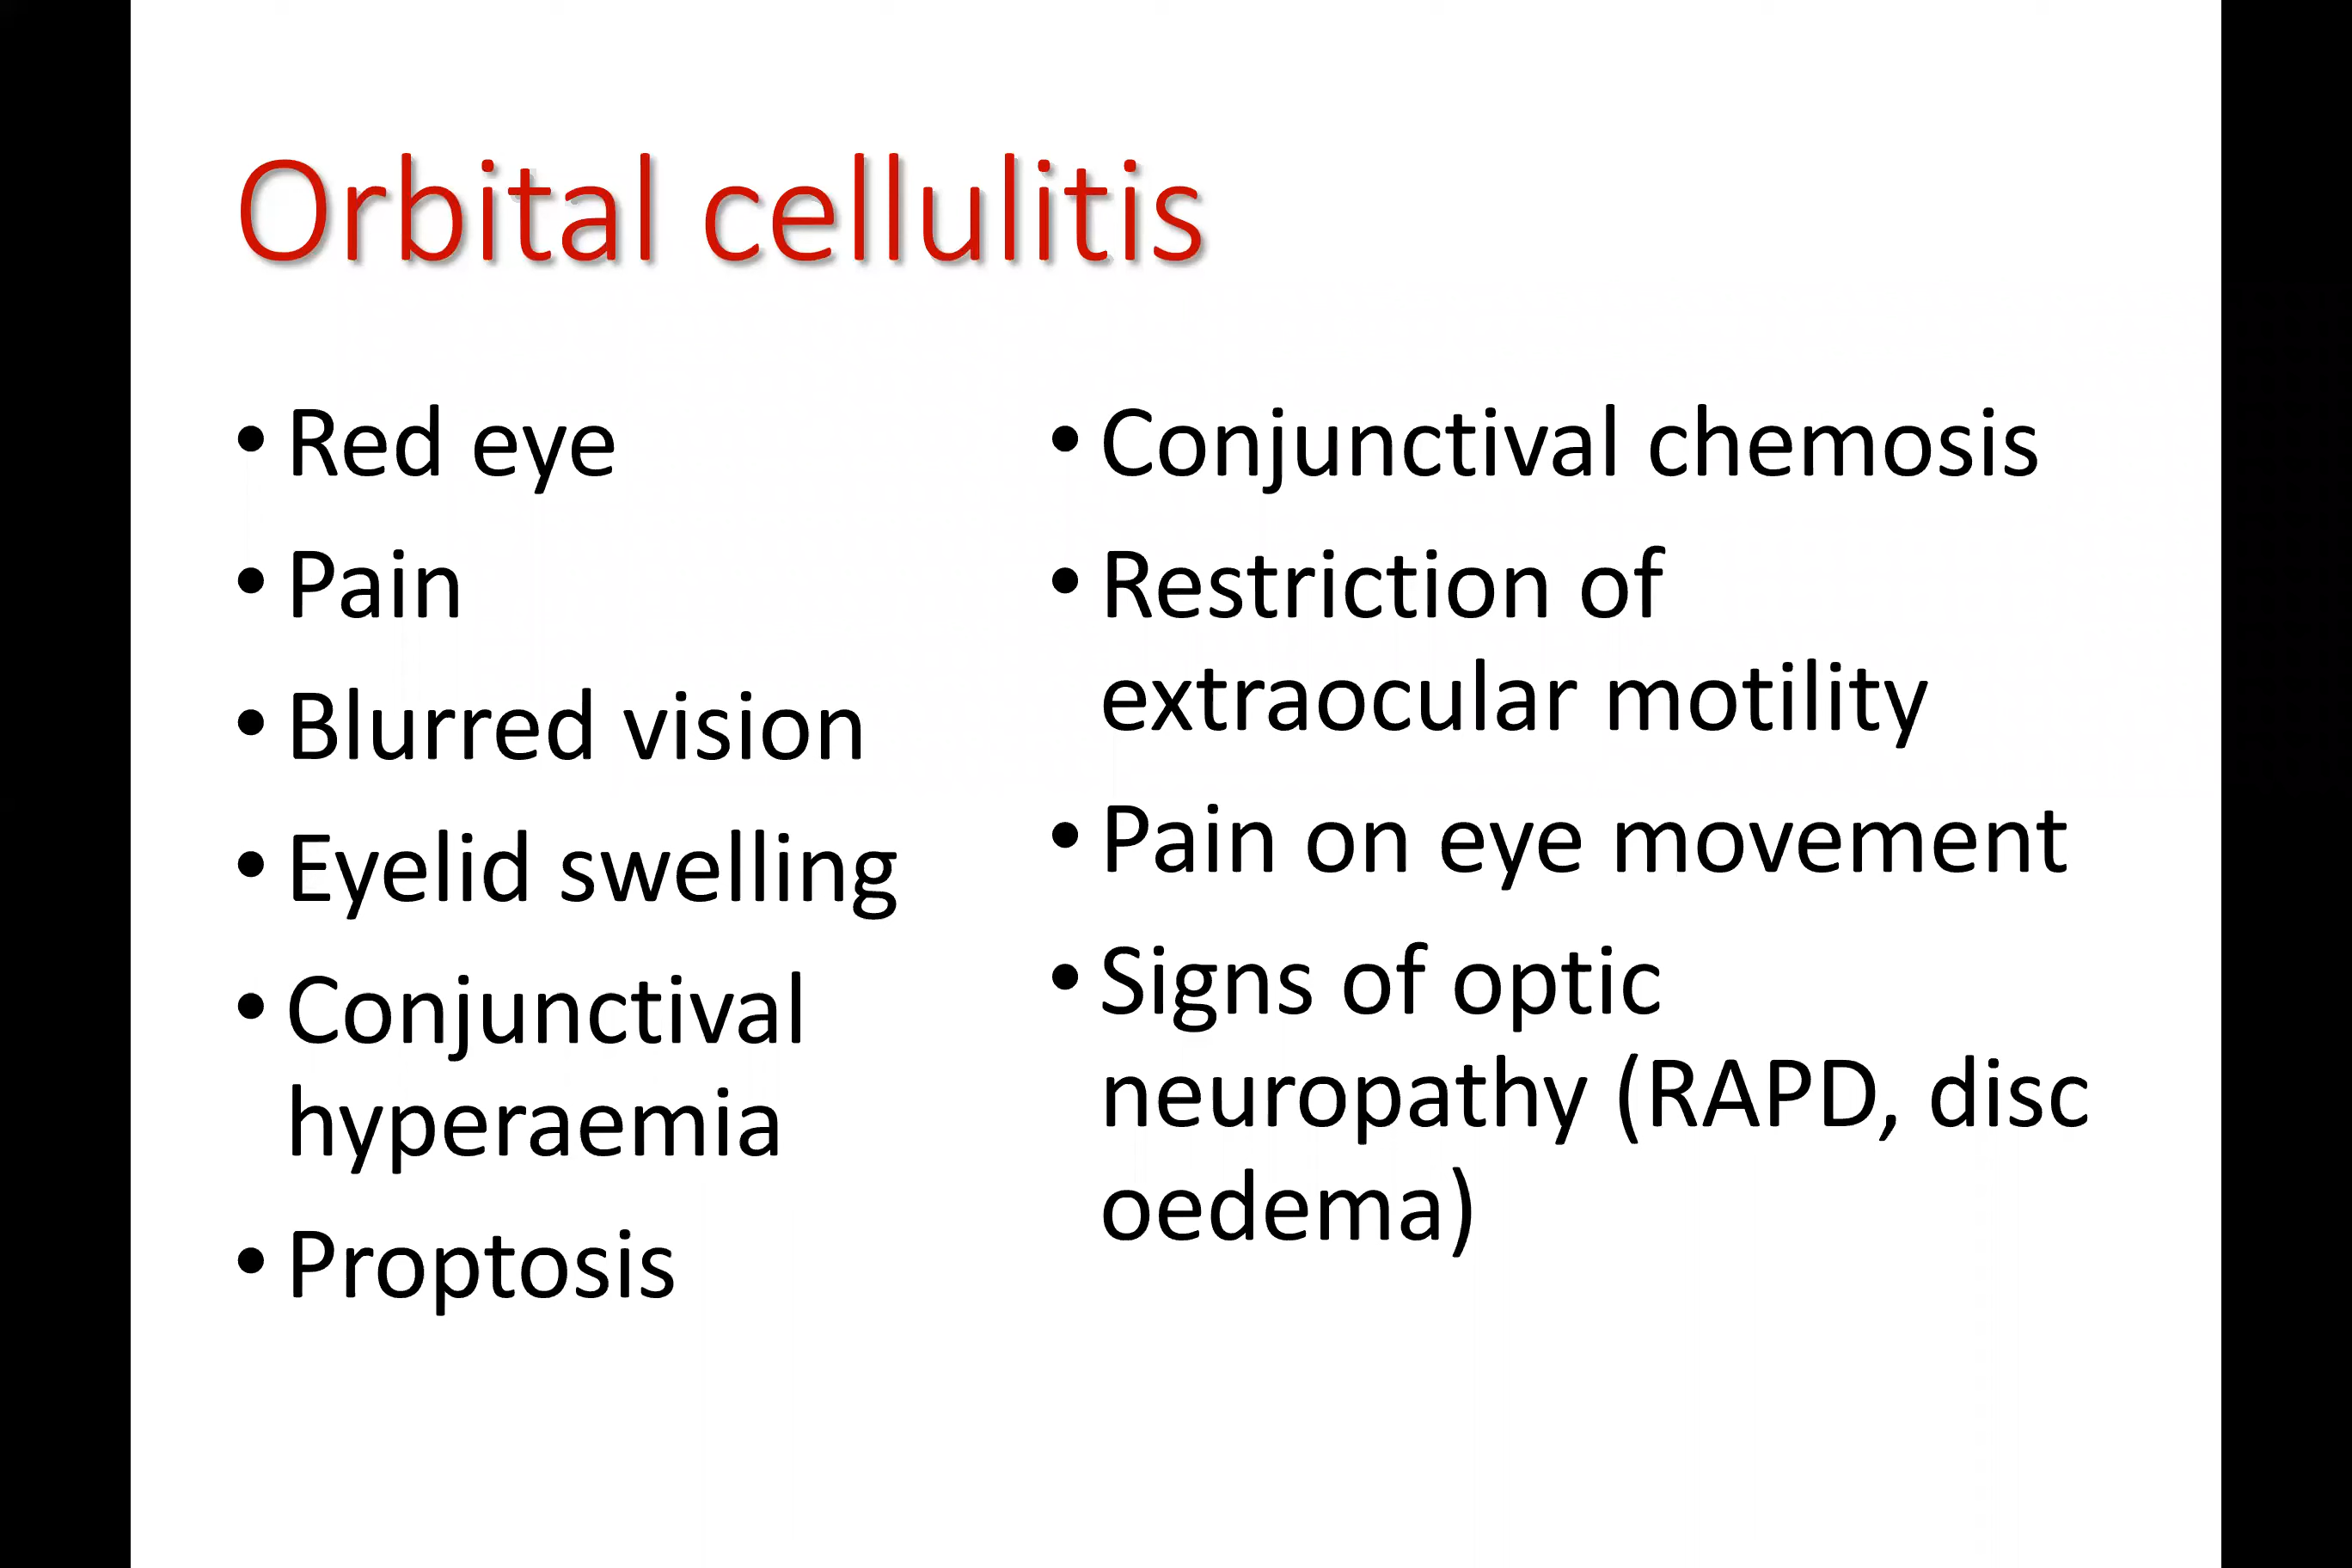 Orbital cellulitis
• Red eye
• Pain
• Blurred vision
• Eyelid swelling
• Conjunctival
hyperaemia
• Proptosis
• Conjunctival chemosis
• Restriction of
extraocular motility
• Pain on eye movement
• Signs of optic
neuropathy (RAPD, disc
oedema)